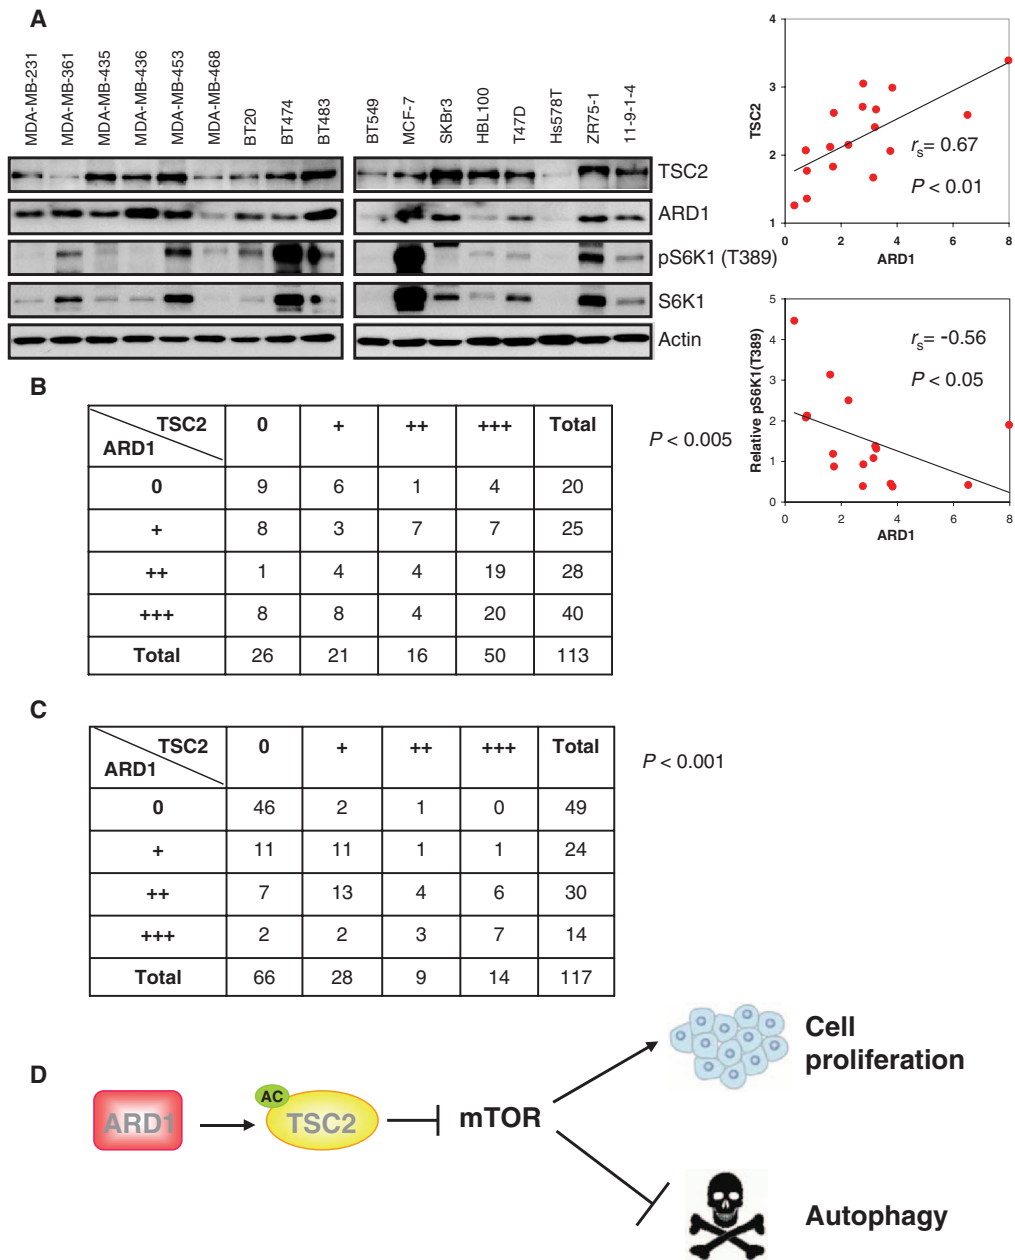 A
MDA-MB-231
MDA-MB-361
MDA-MB-435
MDA-MB-436
MDA-MB-453
MDA-MB-468
BT20
BT474
BT483
BT549
MCF-7
SKBr3
HBL100
T47D
Hs578T
ZR75-1
11-9-1-4
TSC2
ARD1
pS6K1 (T389)
S6K1
Actin
4
3
2
1
TSC2
rs= 0.67
P < 0.01
0 2 4 6 8
ARD1
5
4
3
2
1
0
Relative pS6K1(T389)
rs= -0.56
P < 0.05
0 2 4 6 8
ARD1
B
TSC2 0 + ++ +++ Total
ARD1
0 9 6 1 4 20
+ 8 3 7 7 25
++ 1 4 4 19 28
+++ 8 8 4 20 40
Total 26 21 16 50 113
P < 0.005
C
TSC2 0 + ++ +++ Total
ARD1
0 46 2 1 0 49
+ 11 11 1 1 24
++ 7 13 4 6 30
+++ 2 2 3 7 14
Total 66 28 9 14 117
P < 0.001
D
ARD1
AC
TSC2
mTOR
Cell
proliferation
Autophagy